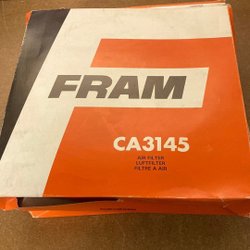 FRAM
CA3145
AIR FILTER
LUFTFILTER
FILTRE A AIR